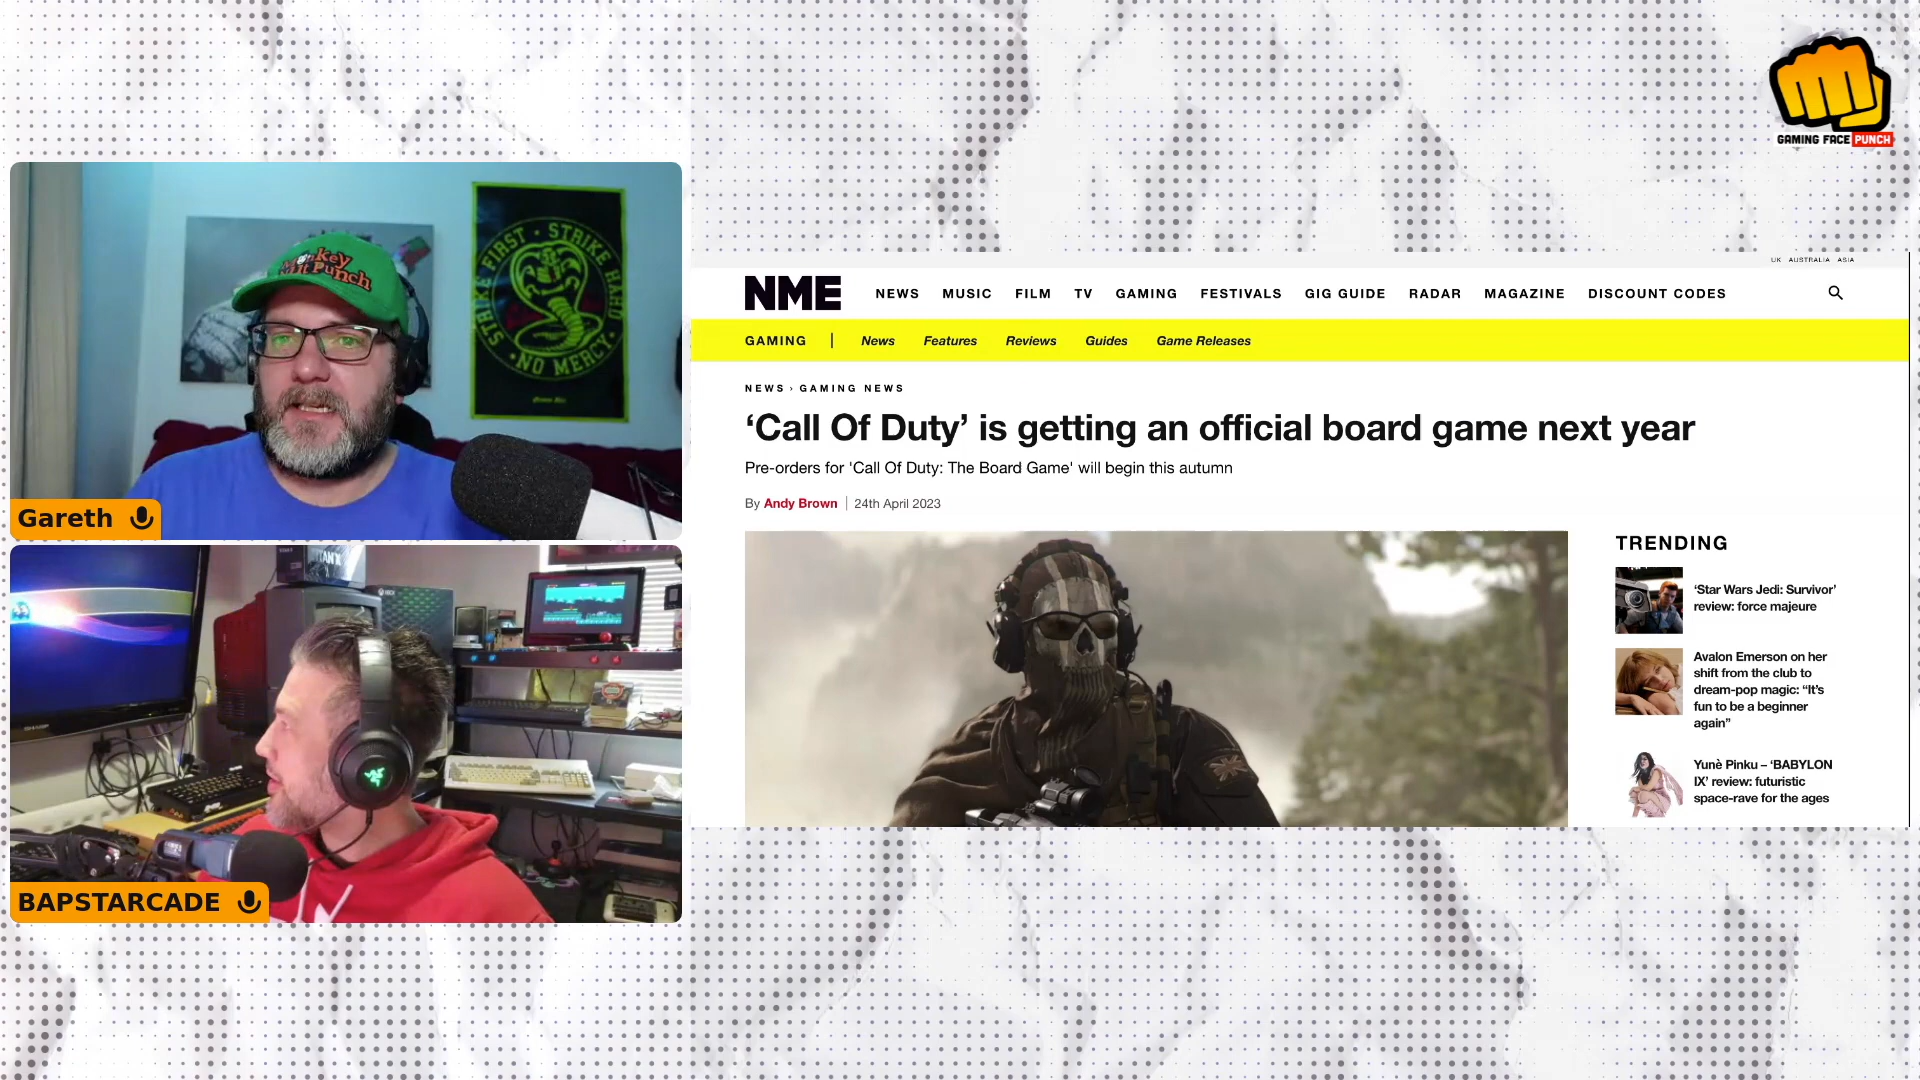 GAMING FACE PUNCH
STRIKE FIRST • STRIKE HARD
• NO MERCY •
Gareth
BAPSTARCADE
UK AUSTRALIA ASIA
NME NEWS MUSIC FILM TV GAMING FESTIVALS GIG GUIDE RADAR MAGAZINE DISCOUNT CODES
GAMING | News Features Reviews Guides Game Releases
NEWS › GAMING NEWS
‘Call Of Duty’ is getting an official board game next year
Pre-orders for 'Call Of Duty: The Board Game' will begin this autumn
By Andy Brown | 24th April 2023
TRENDING
‘Star Wars Jedi: Survivor’
review: force majeure
Avalon Emerson on her
shift from the club to
dream-pop magic: “It’s
fun to be a beginner
again”
Yunè Pinku – ‘BABYLON
IX’ review: futuristic
space-rave for the ages